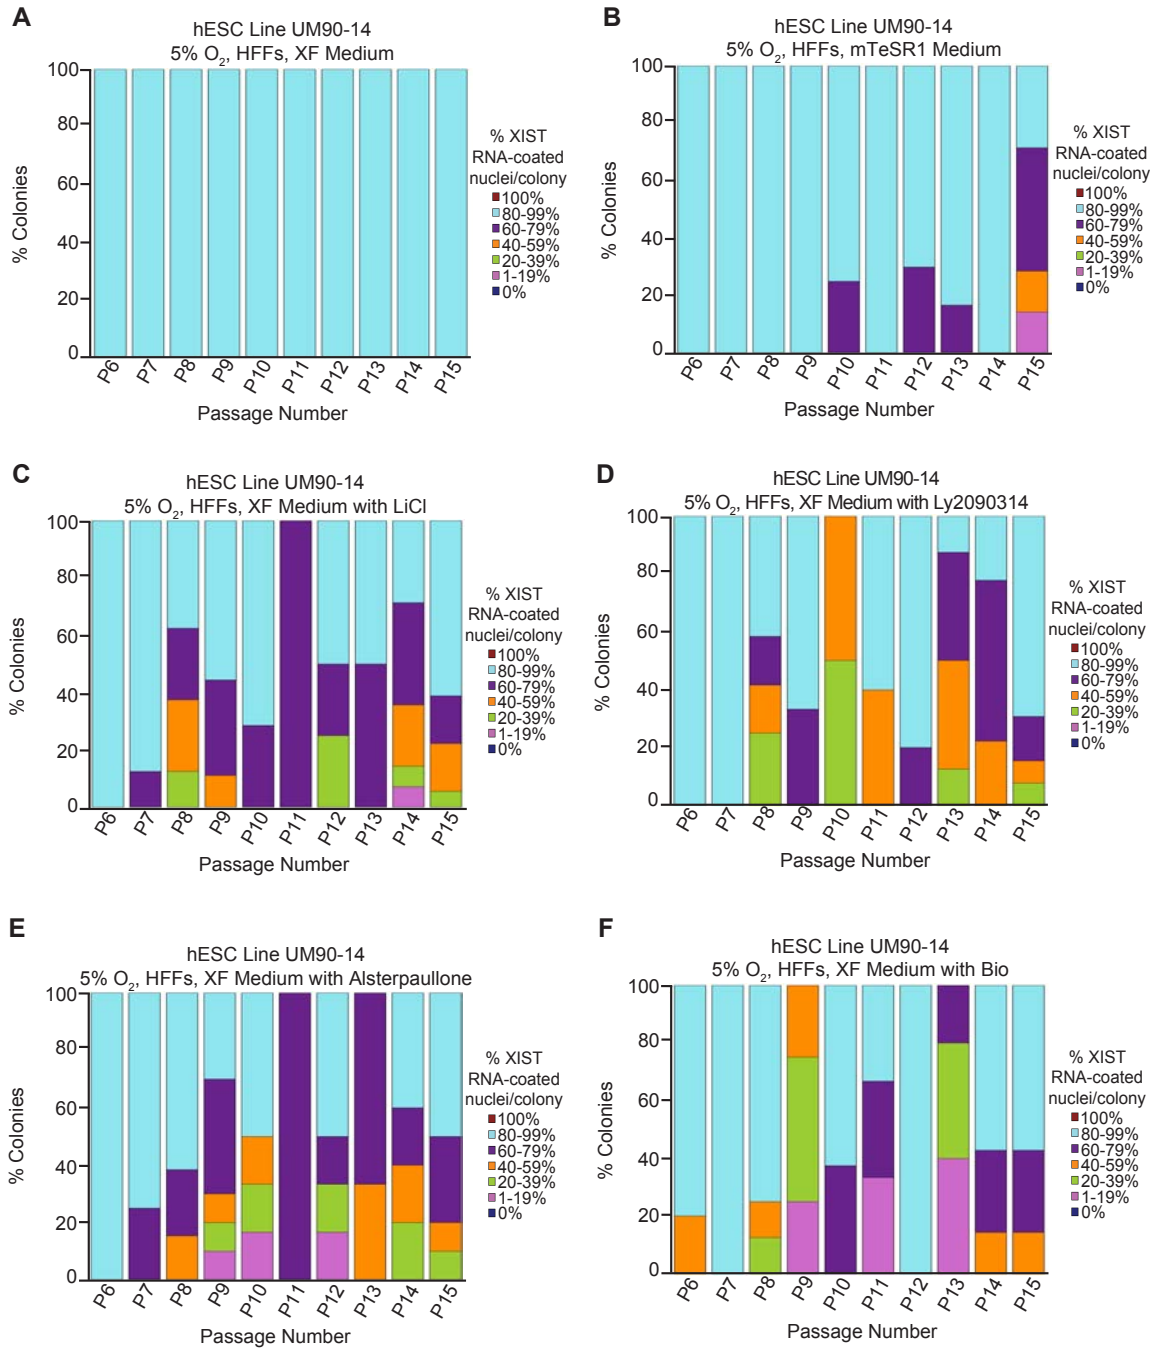 A
hESC Line UM90-14
5% O2, HFFs, XF Medium
% Colonies
100
80
60
40
20
0
P6 P7 P8 P9 P10 P11 P12 P13 P14 P15
Passage Number
% XIST
RNA-coated
nuclei/colony
100%
80-99%
60-79%
40-59%
20-39%
1-19%
0%
B
hESC Line UM90-14
5% O2, HFFs, mTeSR1 Medium
% Colonies
100
80
60
40
20
0
P6 P7 P8 P9 P10 P11 P12 P13 P14 P15
Passage Number
% XIST
RNA-coated
nuclei/colony
100%
80-99%
60-79%
40-59%
20-39%
1-19%
0%
C
hESC Line UM90-14
5% O2, HFFs, XF Medium with LiCl
% Colonies
100
80
60
40
20
0
P6 P7 P8 P9 P10 P11 P12 P13 P14 P15
Passage Number
% XIST
RNA-coated
nuclei/colony
100%
80-99%
60-79%
40-59%
20-39%
1-19%
0%
D
hESC Line UM90-14
5% O2, HFFs, XF Medium with Ly2090314
% Colonies
100
80
60
40
20
0
P6 P7 P8 P9 P10 P11 P12 P13 P14 P15
Passage Number
% XIST
RNA-coated
nuclei/colony
100%
80-99%
60-79%
40-59%
20-39%
1-19%
0%
E
hESC Line UM90-14
5% O2, HFFs, XF Medium with Alsterpaullone
% Colonies
100
80
60
40
20
0
P6 P7 P8 P9 P10 P11 P12 P13 P14 P15
Passage Number
% XIST
RNA-coated
nuclei/colony
100%
80-99%
60-79%
40-59%
20-39%
1-19%
0%
F
hESC Line UM90-14
5% O2, HFFs, XF Medium with Bio
% Colonies
100
80
60
40
20
0
P6 P7 P8 P9 P10 P11 P12 P13 P14 P15
Passage Number
% XIST
RNA-coated
nuclei/colony
100%
80-99%
60-79%
40-59%
20-39%
1-19%
0%